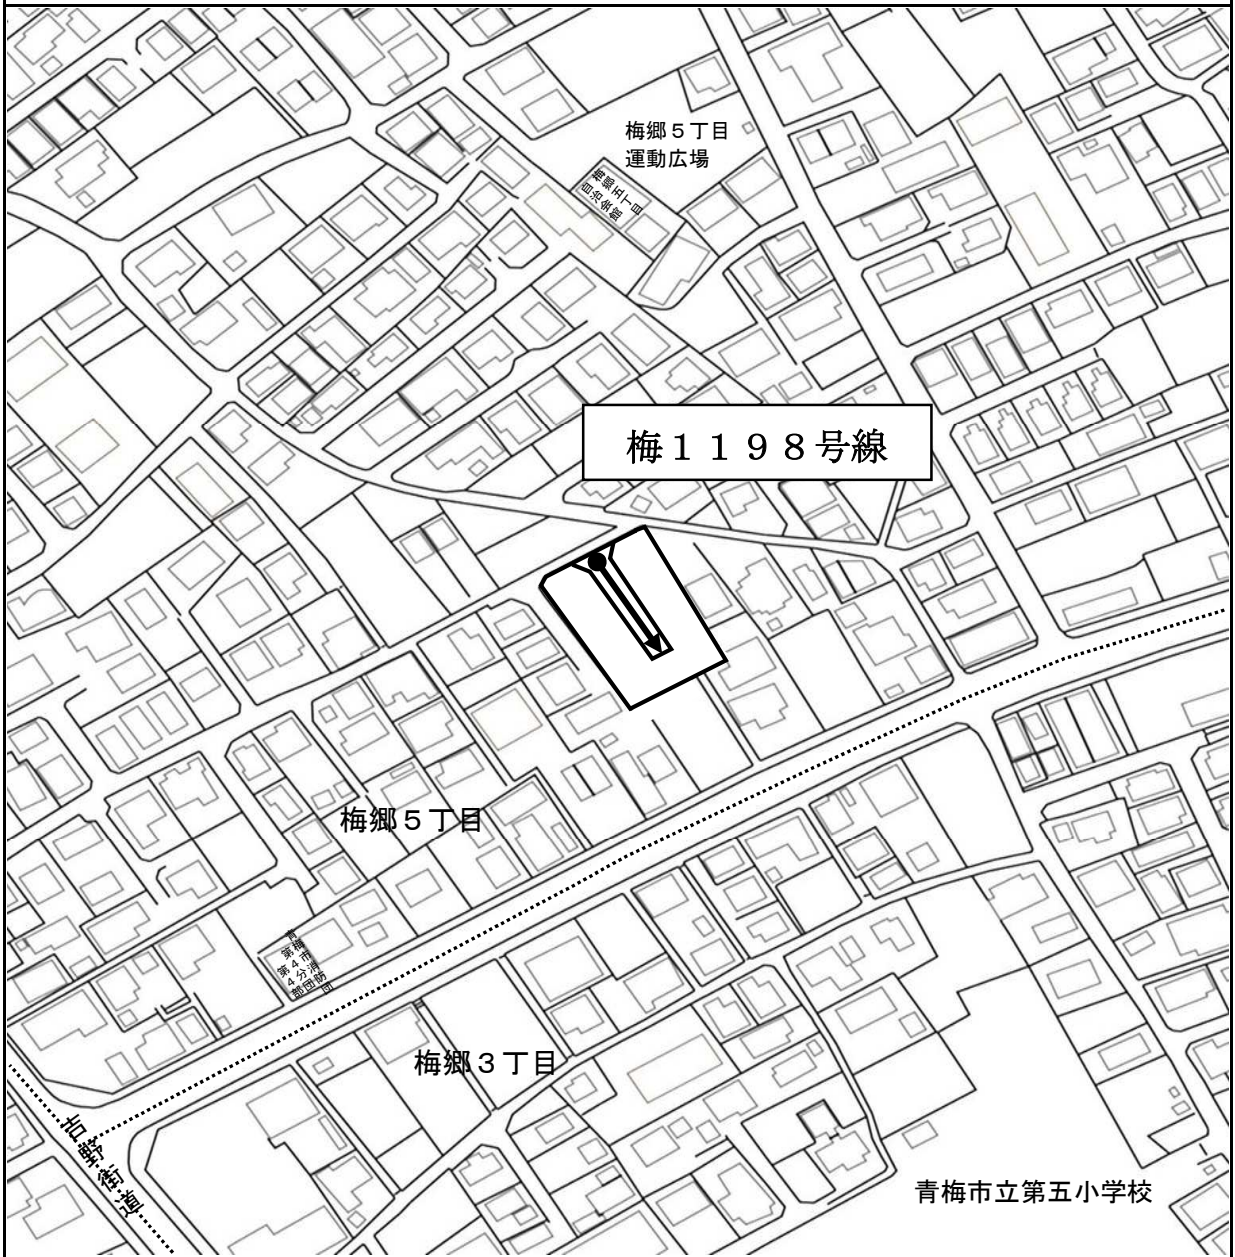 梅郷５丁目
運動広場
梅郷五丁目
自治会館
梅１１９８号線
梅郷５丁目
青梅市消防団
第４分団
第４部
梅郷３丁目
吉野街道
青梅市立第五小学校